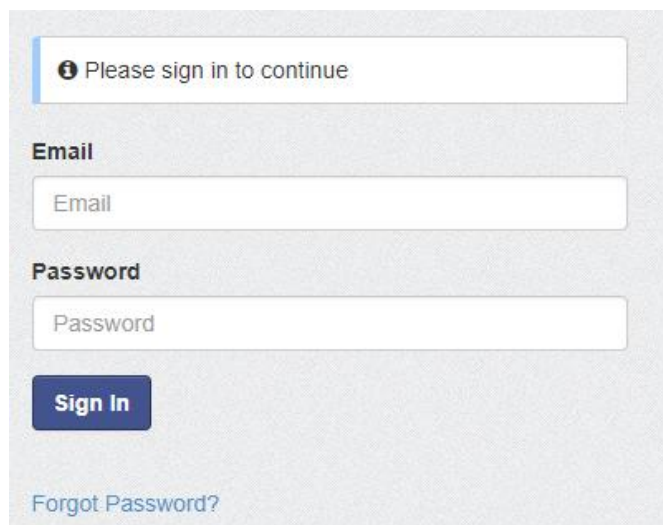 Please sign in to continue
Email
Email
Password
Password
Sign In
Forgot Password?